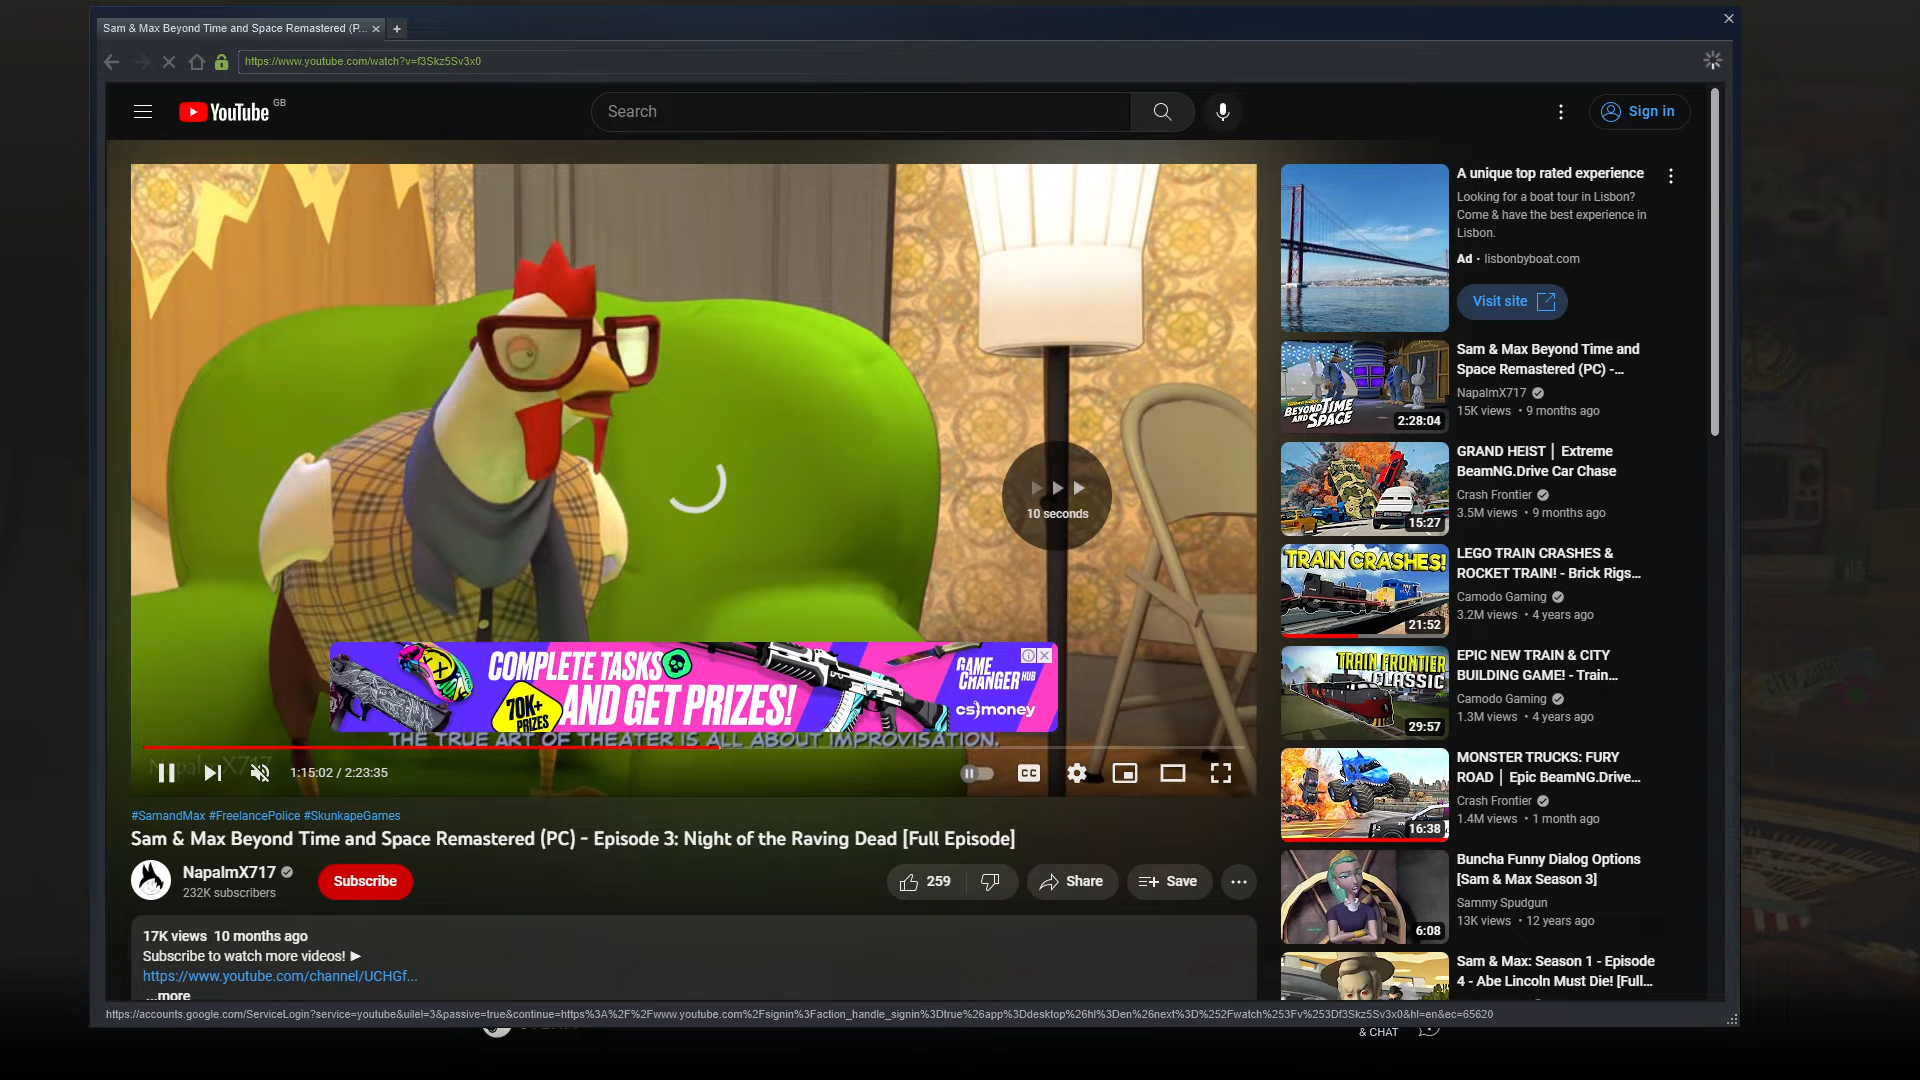 Sam & Max Beyond Time and Space Remastered (P...
https://www.youtube.com/watch?v=f3Skz5Sv3x0
YouTube GB
Search
Sign in
COMPLETE TASKS
70K+ PRIZES
AND GET PRIZES!
GAME CHANGER HUB
cs money
THE TRUE ART OF THEATER IS ALL ABOUT IMPROVISATION.
10 seconds
NapalmX717
1:15:02 / 2:23:35
CC
#SamandMax #FreelancePolice #SkunkapeGames
Sam & Max Beyond Time and Space Remastered (PC) - Episode 3: Night of the Raving Dead [Full Episode]
NapalmX717
232K subscribers
Subscribe
259
Share
Save
17K views 10 months ago
Subscribe to watch more videos! ►
https://www.youtube.com/channel/UCHGf...
...more
A unique top rated experience
Looking for a boat tour in Lisbon?
Come & have the best experience in
Lisbon.
Ad · lisbonbyboat.com
Visit site
BEYOND TIME AND SPACE
2:28:04
Sam & Max Beyond Time and
Space Remastered (PC) -...
NapalmX717
15K views • 9 months ago
15:27
GRAND HEIST │ Extreme
BeamNG.Drive Car Chase
Crash Frontier
3.5M views • 9 months ago
TRAIN CRASHES!
21:52
LEGO TRAIN CRASHES &
ROCKET TRAIN! - Brick Rigs...
Camodo Gaming
3.2M views • 4 years ago
TRAIN FRONTIER
CLASSIC
29:57
EPIC NEW TRAIN & CITY
BUILDING GAME! - Train...
Camodo Gaming
1.3M views • 4 years ago
16:38
MONSTER TRUCKS: FURY
ROAD │ Epic BeamNG.Drive...
Crash Frontier
1.4M views • 1 month ago
6:08
Buncha Funny Dialog Options
[Sam & Max Season 3]
Sammy Spudgun
13K views • 12 years ago
Sam & Max: Season 1 - Episode
4 - Abe Lincoln Must Die! [Full...
https://accounts.google.com/ServiceLogin?service=youtube&uilel=3&passive=true&continue=https%3A%2F%2Fwww.youtube.com%2Fsignin%3Faction_handle_signin%3Dtrue%26app%3Ddesktop%26hl%3Den%26next%3D%252Fwatch%253Fv%253Df3Skz5Sv3x0&hl=en&ec=65620
& CHAT